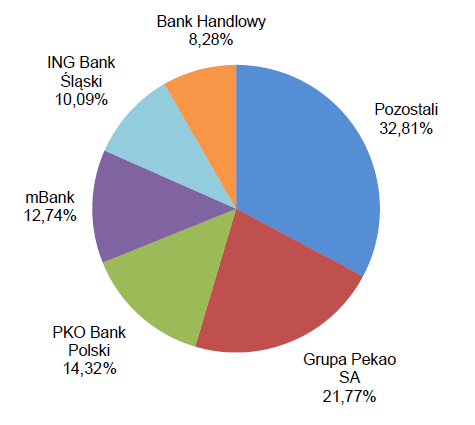 Bank Handlowy
8,28%
ING Bank
Śląski
10,09%
Pozostali
32,81%
mBank
12,74%
PKO Bank
Polski
14,32%
Grupa Pekao
SA
21,77%